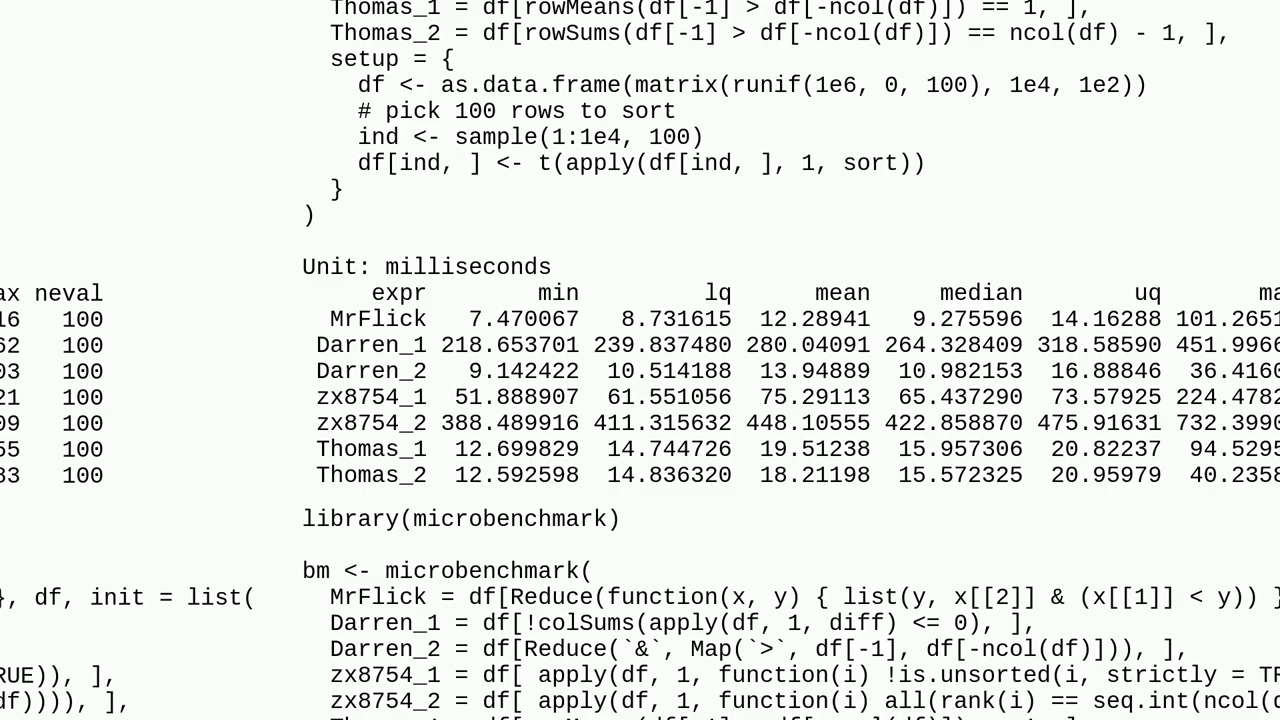 Thomas_1 = df[rowMeans(df[-1] > df[-ncol(df)]) == 1, ],
Thomas_2 = df[rowSums(df[-1] > df[-ncol(df)]) == ncol(df) - 1, ],
setup = {
df <- as.data.frame(matrix(runif(1e6, 0, 100), 1e4, 1e2))
# pick 100 rows to sort
ind <- sample(1:1e4, 100)
df[ind, ] <- t(apply(df[ind, ], 1, sort))
}
)
Unit: milliseconds
ax neval expr min lq mean median uq ma
16 100 MrFlick 7.470067 8.731615 12.28941 9.275596 14.16288 101.2651
62 100 Darren_1 218.653701 239.837480 280.04091 264.328409 318.58590 451.9966
03 100 Darren_2 9.142422 10.514188 13.94889 10.982153 16.88846 36.4160
21 100 zx8754_1 51.888907 61.551056 75.29113 65.437290 73.57925 224.4782
09 100 zx8754_2 388.489916 411.315632 448.10555 422.858870 475.91631 732.3990
55 100 Thomas_1 12.699829 14.744726 19.51238 15.957306 20.82237 94.5295
33 100 Thomas_2 12.592598 14.836320 18.21198 15.572325 20.95979 40.2358
library(microbenchmark)
bm <- microbenchmark(
}, df, init = list( MrFlick = df[Reduce(function(x, y) { list(y, x[[2]] & (x[[1]] < y)) }
Darren_1 = df[!colSums(apply(df, 1, diff) <= 0), ],
Darren_2 = df[Reduce(`&`, Map(`>`, df[-1], df[-ncol(df)])), ],
RUE)), ], zx8754_1 = df[ apply(df, 1, function(i) !is.unsorted(i, strictly = TR
df)))), ], zx8754_2 = df[ apply(df, 1, function(i) all(rank(i) == seq.int(ncol(d